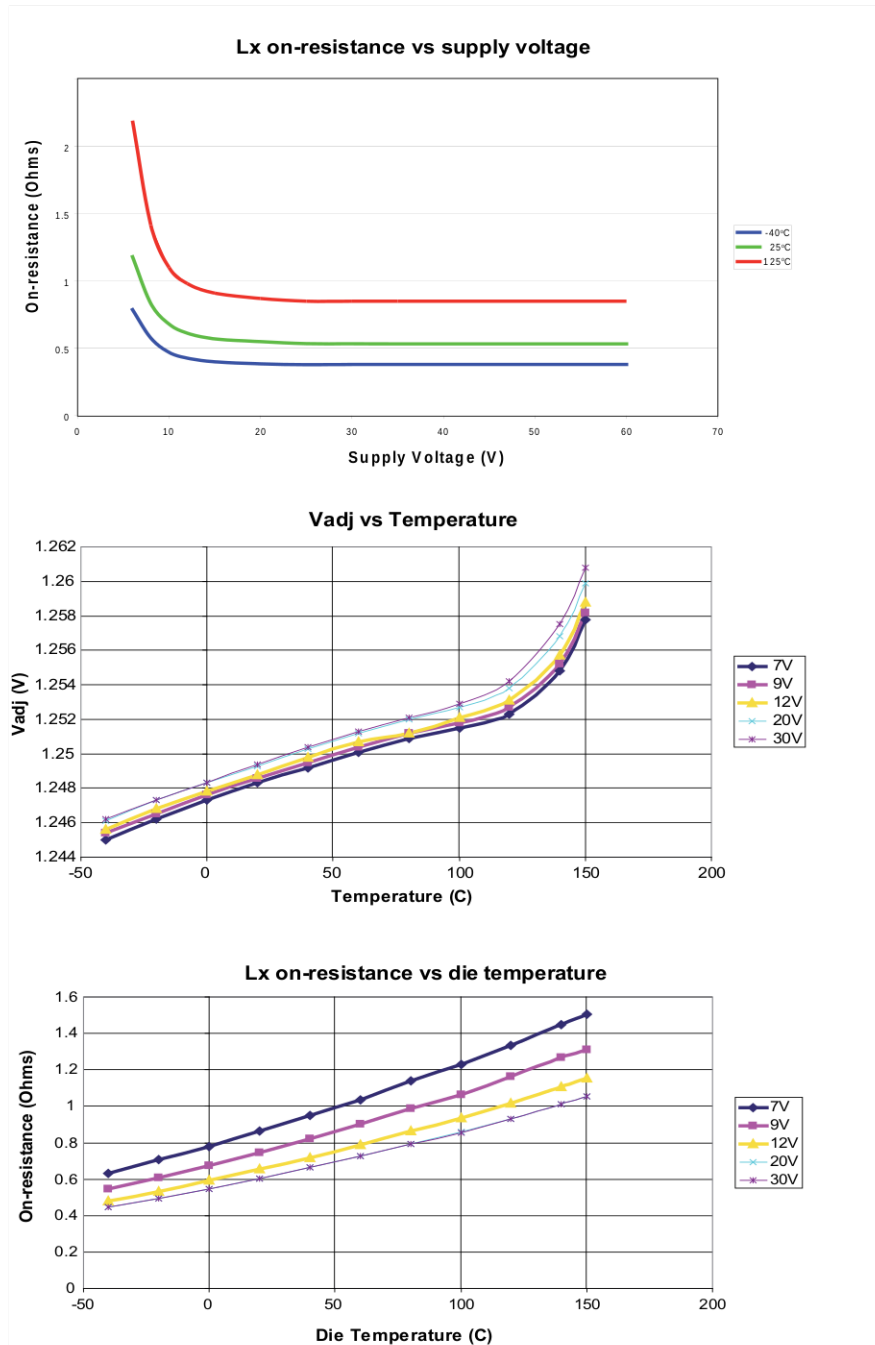 Lx on-resistance vs supply voltage
On-resistance (Ohms)
2
1.5
1
0.5
0
0 10 20 30 40 50 60 70
Supply Voltage (V)
-40°C
25°C
125°C
Vadj vs Temperature
Vadj (V)
1.262
1.26
1.258
1.256
1.254
1.252
1.25
1.248
1.246
1.244
-50 0 50 100 150 200
Temperature (C)
7V
9V
12V
20V
30V
Lx on-resistance vs die temperature
On-resistance (Ohms)
1.6
1.4
1.2
1
0.8
0.6
0.4
0.2
0
-50 0 50 100 150 200
Die Temperature (C)
7V
9V
12V
20V
30V